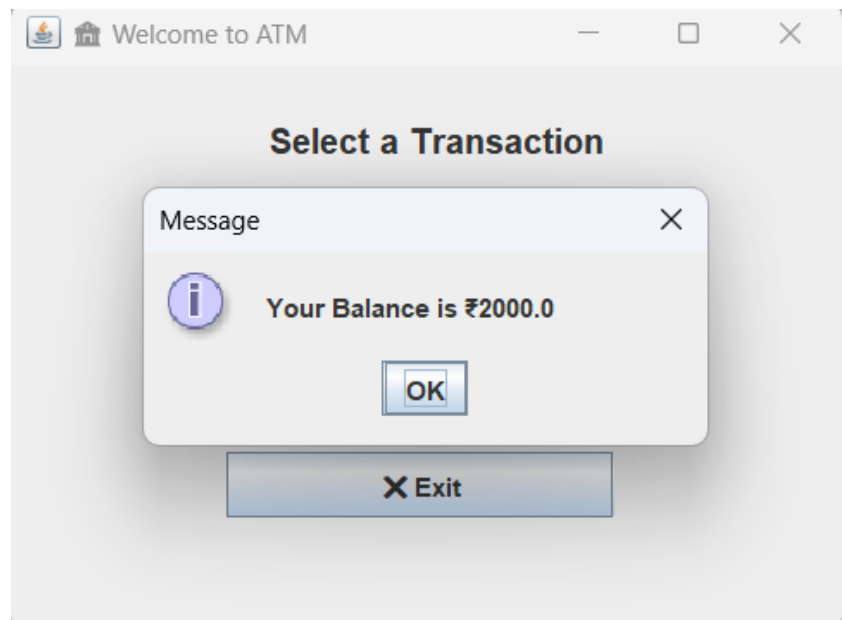 🏦 Welcome to ATM
Select a Transaction
Message
i
Your Balance is ₹2000.0
OK
❌ Exit